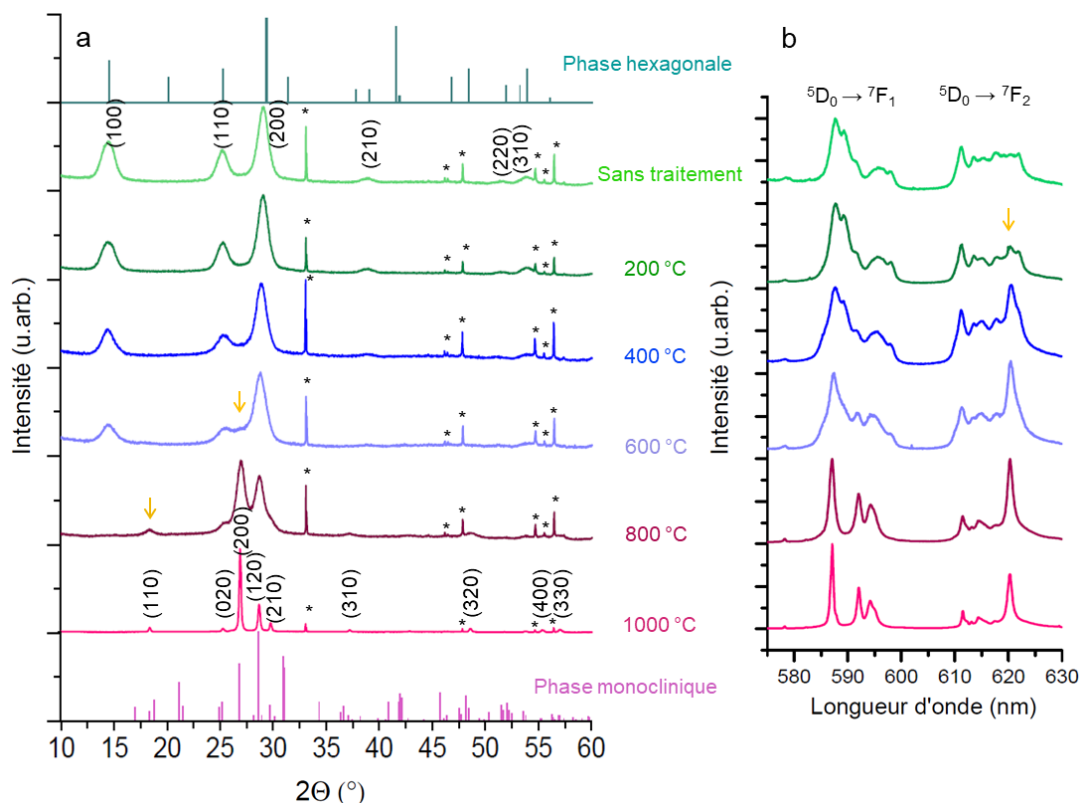 a
Phase hexagonale
(100)
(110)
(200)
*
(210)
(220)
(310)
* * * * *
Sans traitement
* * * * * *
200 °C
* * * * * *
400 °C
* * * * * *
600 °C
* * * * * *
800 °C
(110)
(020)
(200)
(120)
(210)
*
(310)
(320)
(400)
(330)
* * *
1000 °C
Phase monoclinique
Intensité (u.arb.)
10 15 20 25 30 35 40 45 50 55 60
2Θ (°)
b
⁵D₀ → ⁷F₁
⁵D₀ → ⁷F₂
Intensité (u.arb.)
580 590 600 610 620 630
Longueur d'onde (nm)